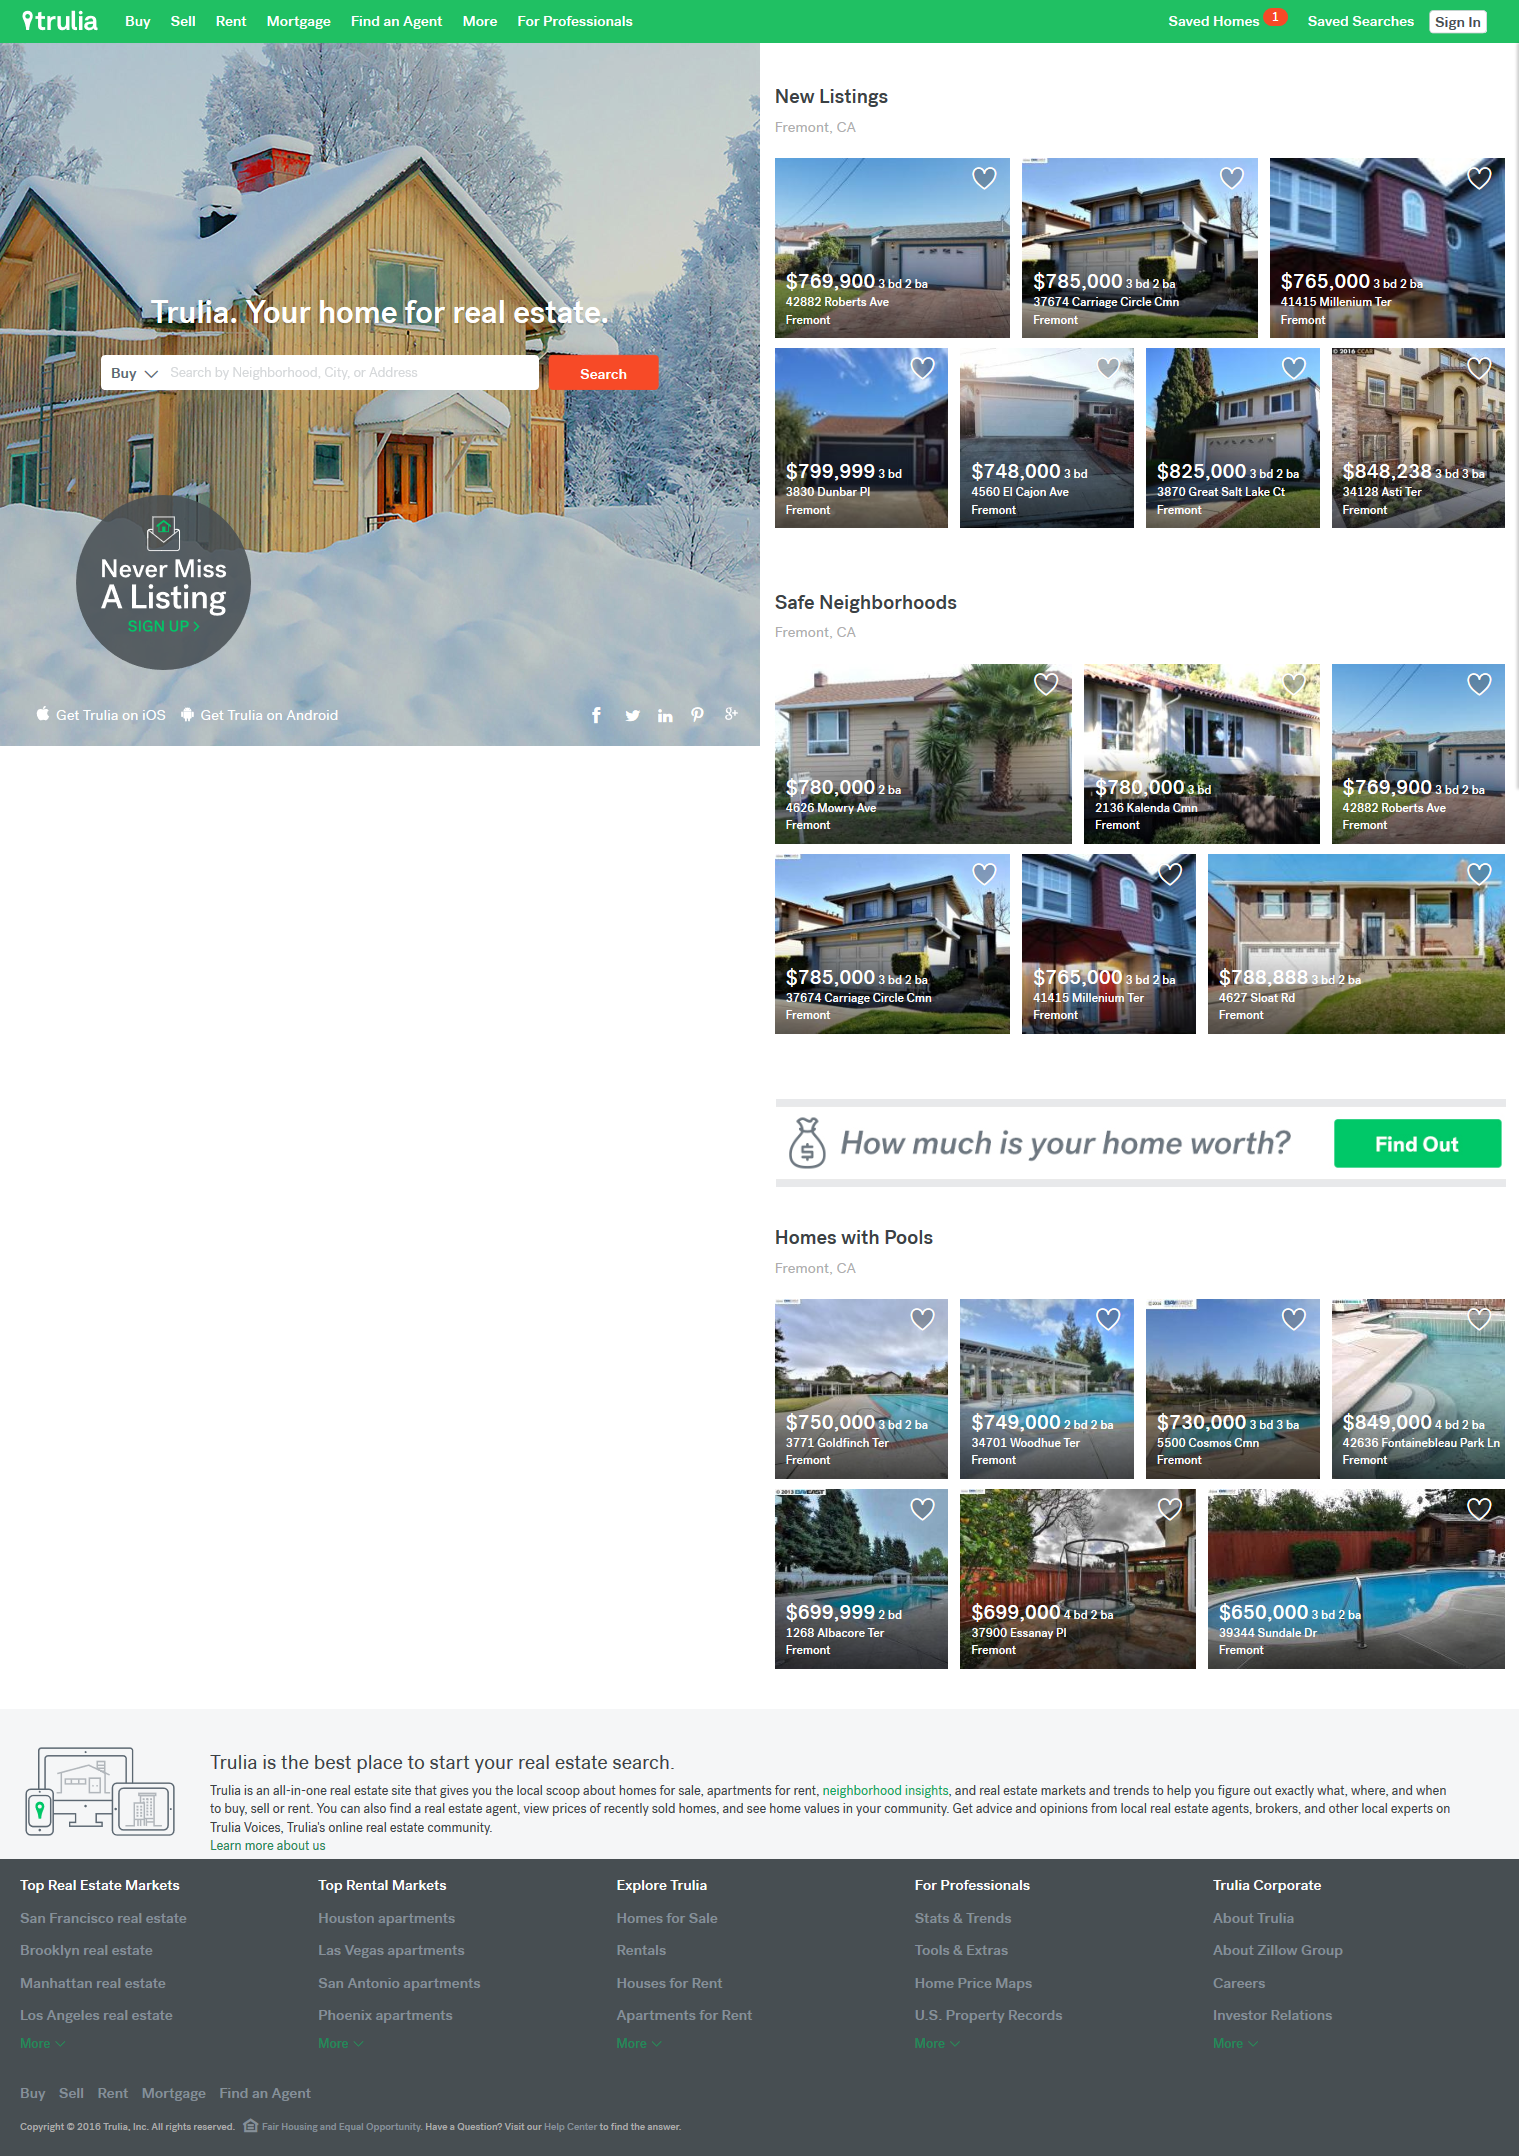 trulia Buy Sell Rent Mortgage Find an Agent More For Professionals Saved Homes 1 Saved Searches Sign In
Trulia. Your home for real estate.
Buy Search by Neighborhood, City, or Address Search
Never Miss
A Listing
SIGN UP >
Get Trulia on iOS Get Trulia on Android
New Listings
Fremont, CA
$769,900 3 bd 2 ba
42882 Roberts Ave
Fremont
$785,000 3 bd 2 ba
37674 Carriage Circle Cmn
Fremont
$765,000 3 bd 2 ba
41415 Millenium Ter
Fremont
$799,999 3 bd
3830 Dunbar Pl
Fremont
$748,000 3 bd
4560 El Cajon Ave
Fremont
$825,000 3 bd 2 ba
3870 Great Salt Lake Ct
Fremont
© 2016 CCAR
$848,238 3 bd 3 ba
34128 Asti Ter
Fremont
Safe Neighborhoods
Fremont, CA
$780,000 2 ba
4626 Mowry Ave
Fremont
$780,000 3 bd
2136 Kalenda Cmn
Fremont
$769,900 3 bd 2 ba
42882 Roberts Ave
Fremont
$785,000 3 bd 2 ba
37674 Carriage Circle Cmn
Fremont
$765,000 3 bd 2 ba
41415 Millenium Ter
Fremont
$788,888 3 bd 2 ba
4627 Sloat Rd
Fremont
How much is your home worth? Find Out
Homes with Pools
Fremont, CA
$750,000 3 bd 2 ba
3771 Goldfinch Ter
Fremont
$749,000 2 bd 2 ba
34701 Woodhue Ter
Fremont
$730,000 3 bd 3 ba
5500 Cosmos Cmn
Fremont
$849,000 4 bd 2 ba
42636 Fontainebleau Park Ln
Fremont
© 2013 BAYEAST
$699,999 2 bd
1268 Albacore Ter
Fremont
$699,000 4 bd 2 ba
37900 Essanay Pl
Fremont
$650,000 3 bd 2 ba
39344 Sundale Dr
Fremont
Trulia is the best place to start your real estate search.
Trulia is an all-in-one real estate site that gives you the local scoop about homes for sale, apartments for rent, neighborhood insights, and real estate markets and trends to help you figure out exactly what, where, and when
to buy, sell or rent. You can also find a real estate agent, view prices of recently sold homes, and see home values in your community. Get advice and opinions from local real estate agents, brokers, and other local experts on
Trulia Voices, Trulia's online real estate community.
Learn more about us
Top Real Estate Markets
San Francisco real estate
Brooklyn real estate
Manhattan real estate
Los Angeles real estate
More
Top Rental Markets
Houston apartments
Las Vegas apartments
San Antonio apartments
Phoenix apartments
More
Explore Trulia
Homes for Sale
Rentals
Houses for Rent
Apartments for Rent
More
For Professionals
Stats & Trends
Tools & Extras
Home Price Maps
U.S. Property Records
More
Trulia Corporate
About Trulia
About Zillow Group
Careers
Investor Relations
More
Buy Sell Rent Mortgage Find an Agent
Copyright © 2016 Trulia, Inc. All rights reserved. Fair Housing and Equal Opportunity. Have a Question? Visit our Help Center to find the answer.